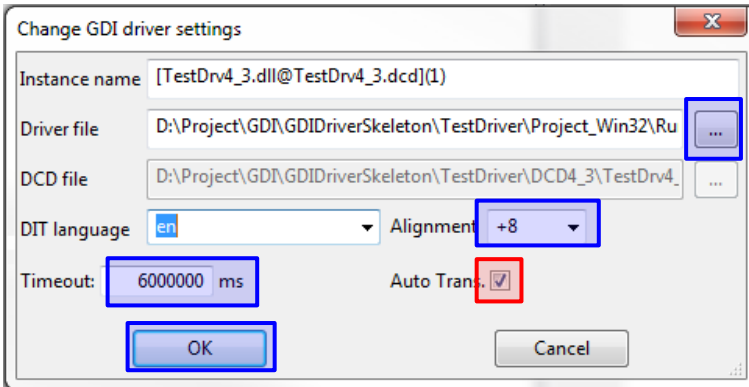 Change GDI driver settings
Instance name [TestDrv4_3.dll@TestDrv4_3.dcd](1)
Driver file D:\Project\GDI\GDIDriverSkeleton\TestDriver\Project_Win32\Ru ...
DCD file D:\Project\GDI\GDIDriverSkeleton\TestDriver\DCD4_3\TestDrv4_ ...
DIT language en Alignment +8
Timeout: 6000000 ms Auto Trans.
OK Cancel